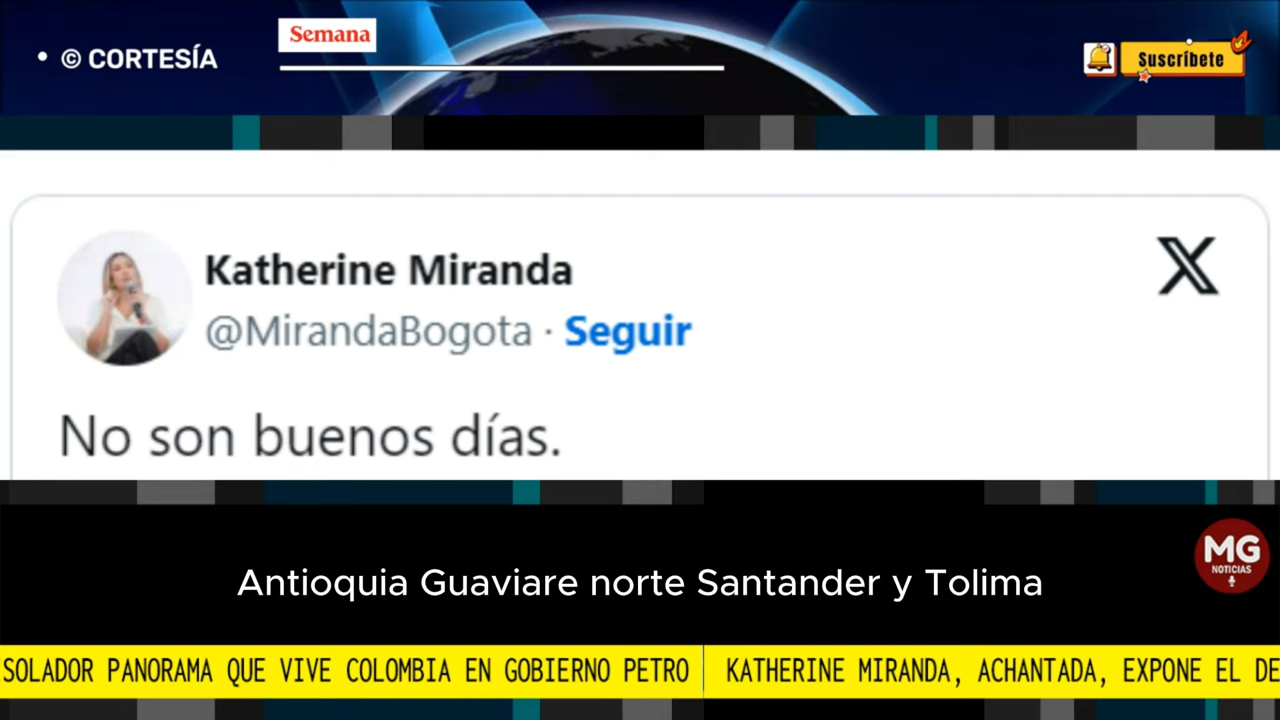 © CORTESÍA
Semana
Suscríbete
Katherine Miranda
@MirandaBogota · Seguir
No son buenos días.
Antioquia Guaviare norte Santander y Tolima
MG
NOTICIAS
SOLADOR PANORAMA QUE VIVE COLOMBIA EN GOBIERNO PETRO
KATHERINE MIRANDA, ACHANTADA, EXPONE EL DE